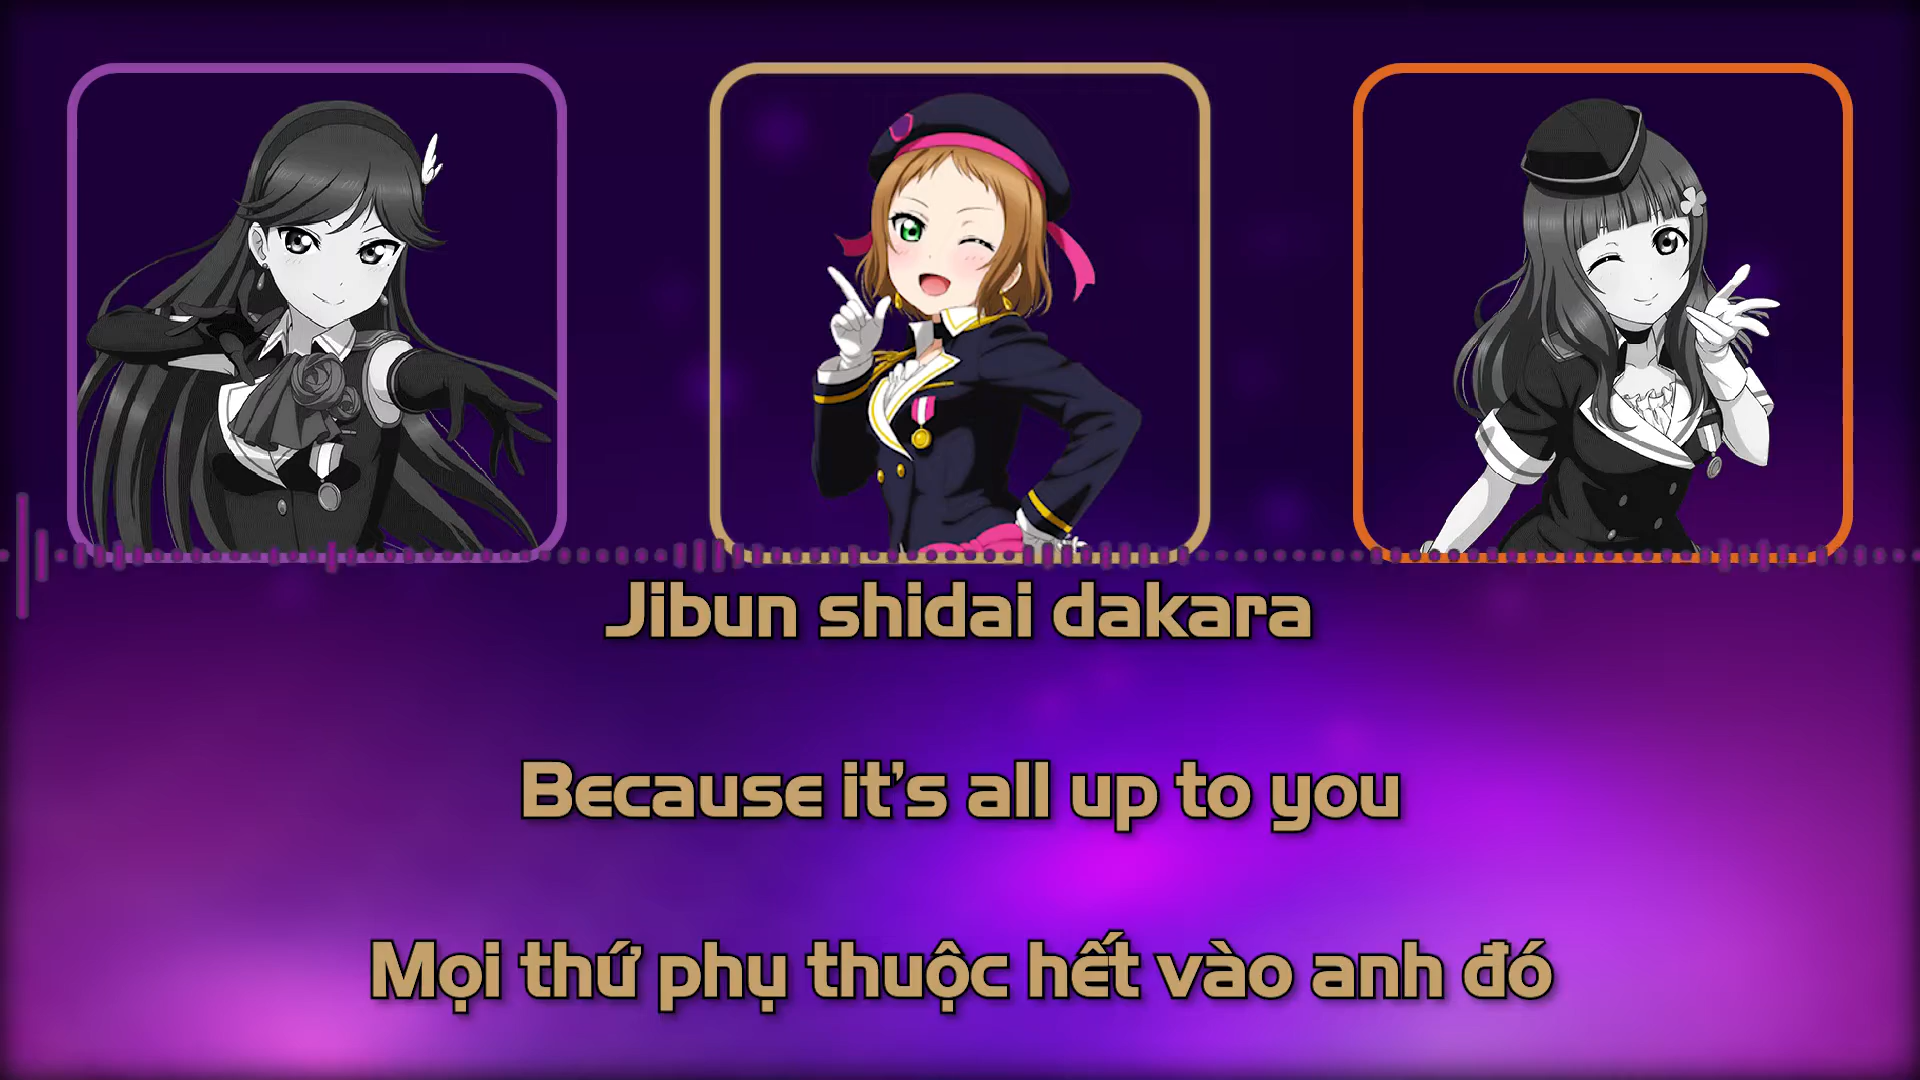 Jibun shidai dakara
Because it's all up to you
Mọi thứ phụ thuộc hết vào anh đó